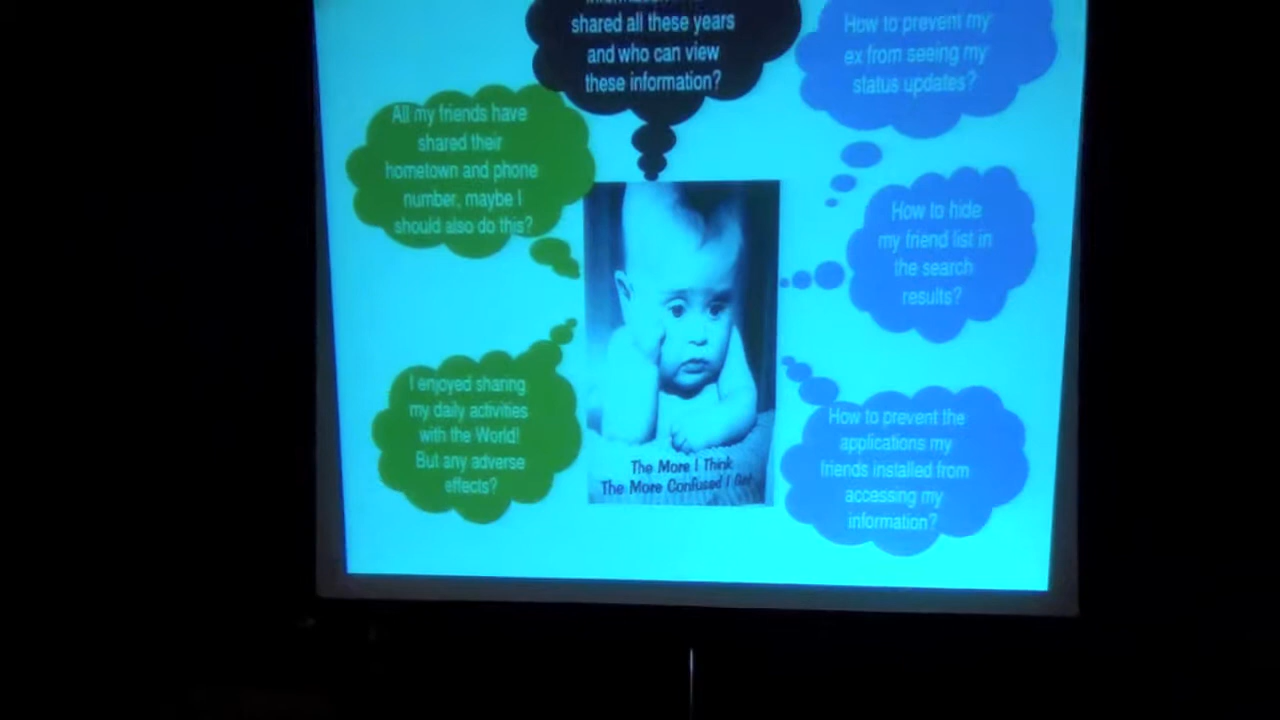 shared all these years
and who can view
these information?
How to prevent my
ex from seeing my
status updates?
All my friends have
shared their
hometown and phone
number, maybe I
should also do this?
How to hide
my friend list in
the search
results?
I enjoyed sharing
my daily activities
with the World!
But any adverse
effects?
How to prevent the
applications my
friends installed from
accessing my
information?
The More I Think
The More Confused I Get